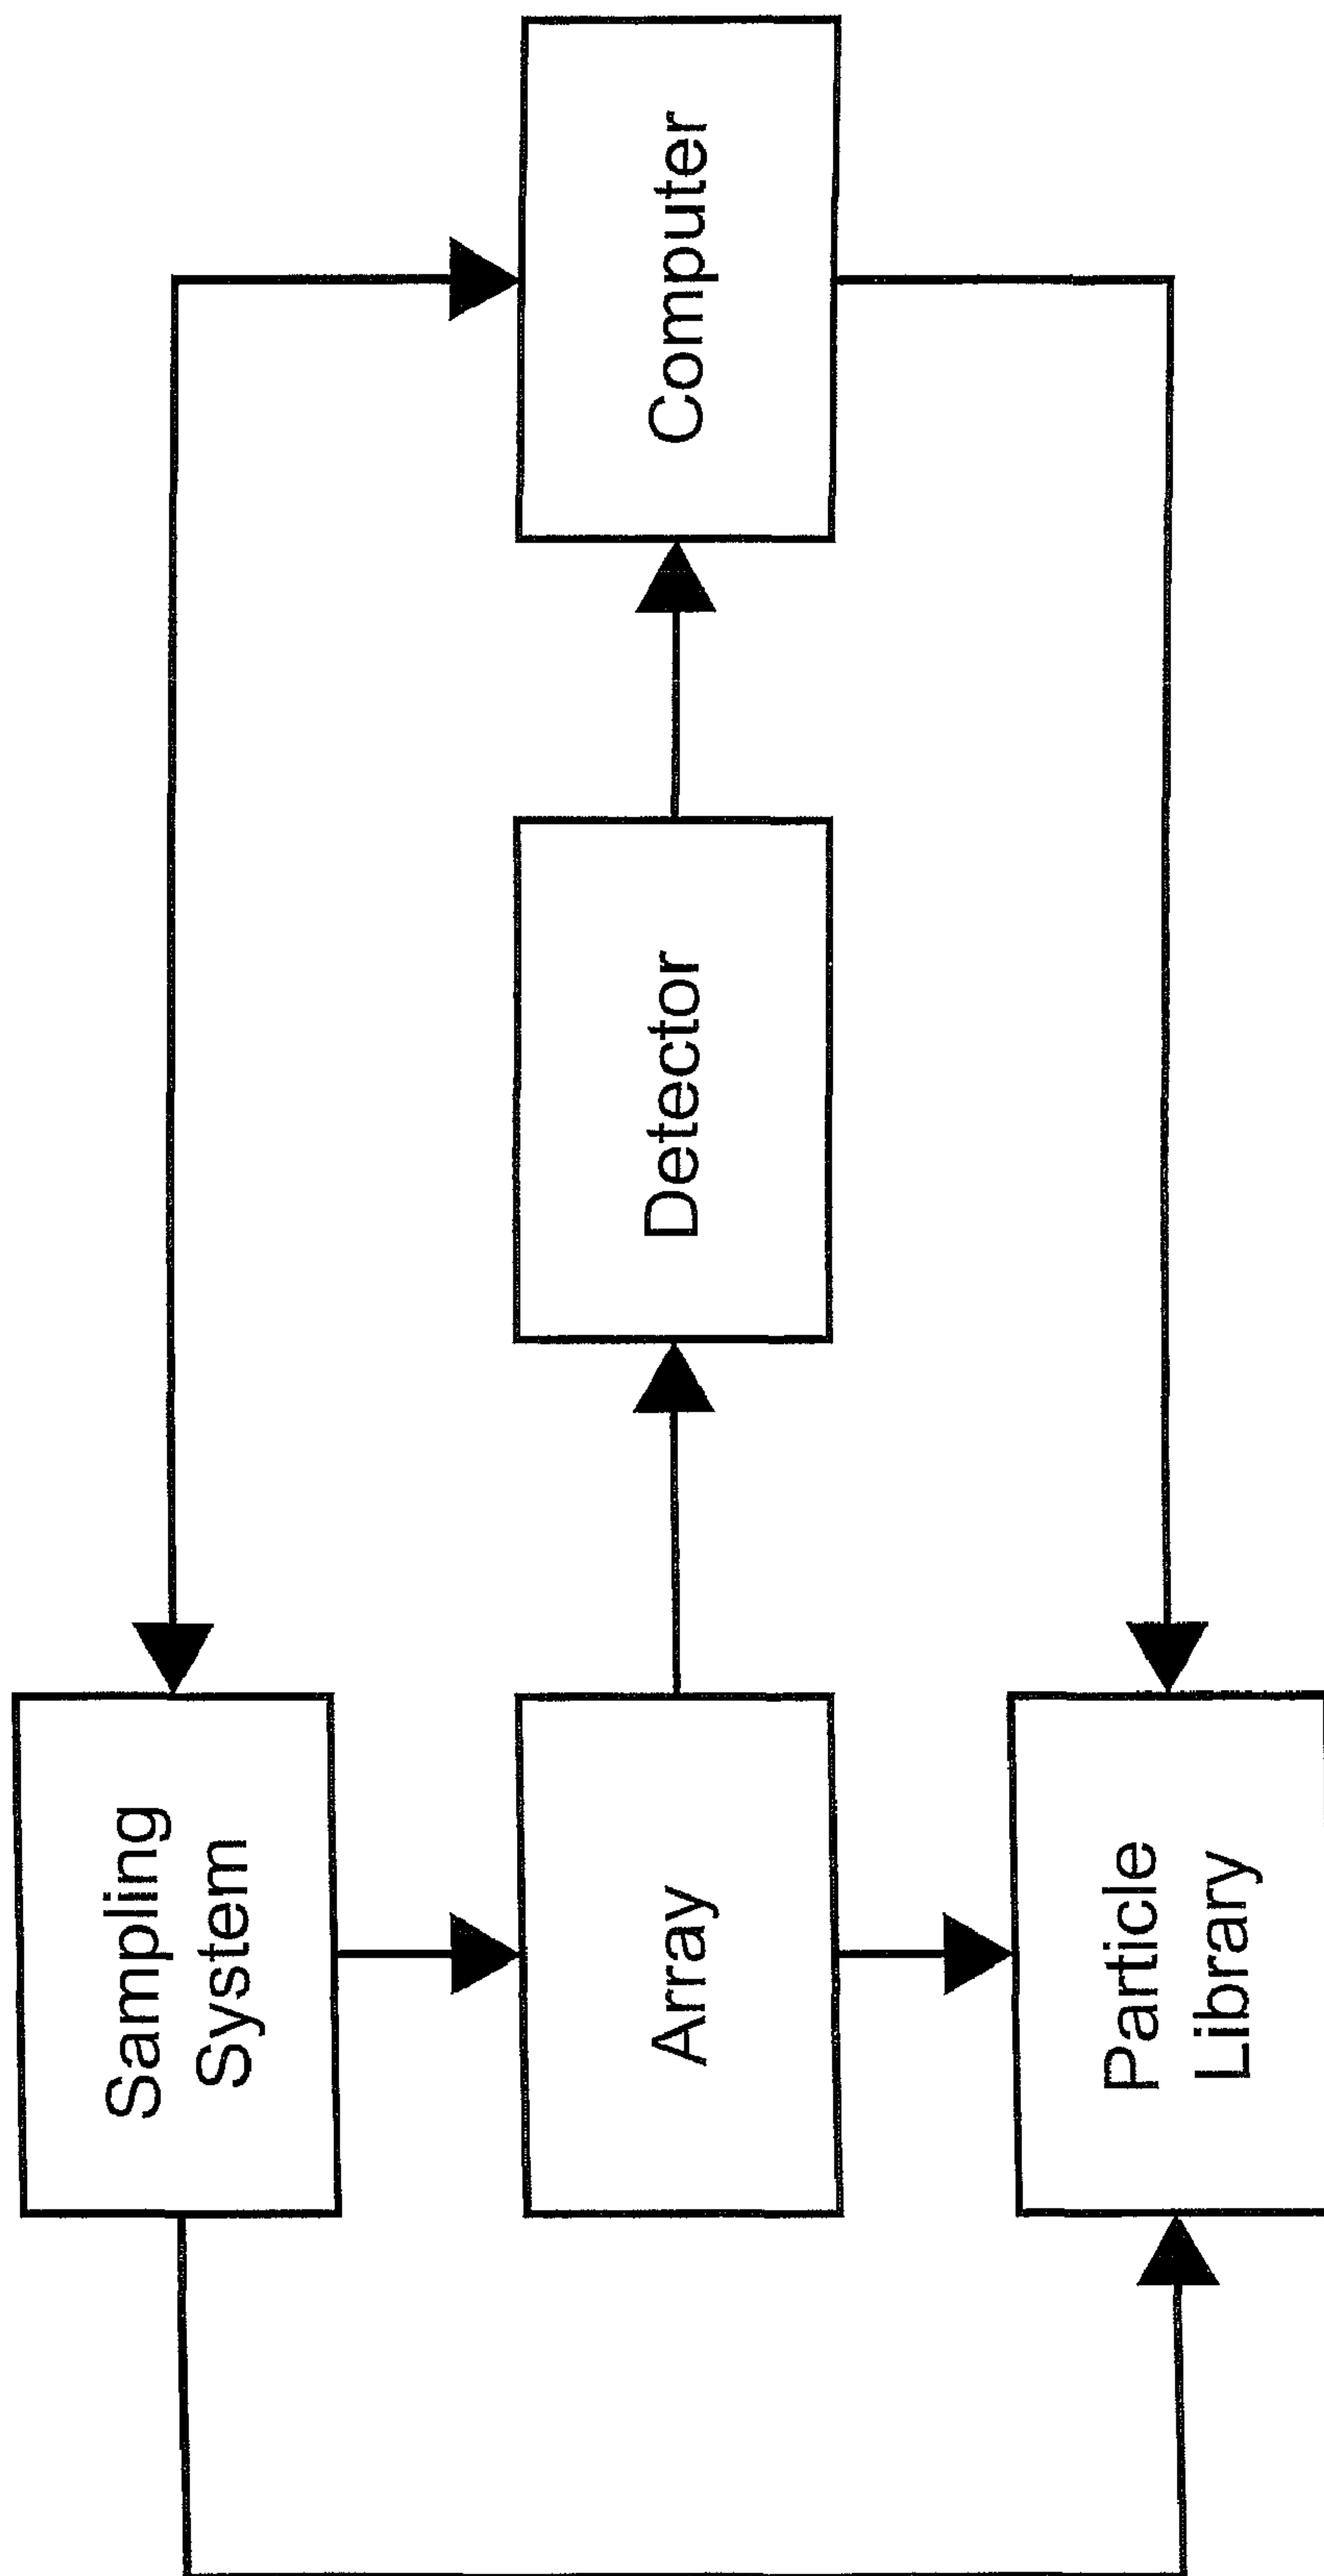 Sampling
System
Array
Particle
Library
Detector
Computer